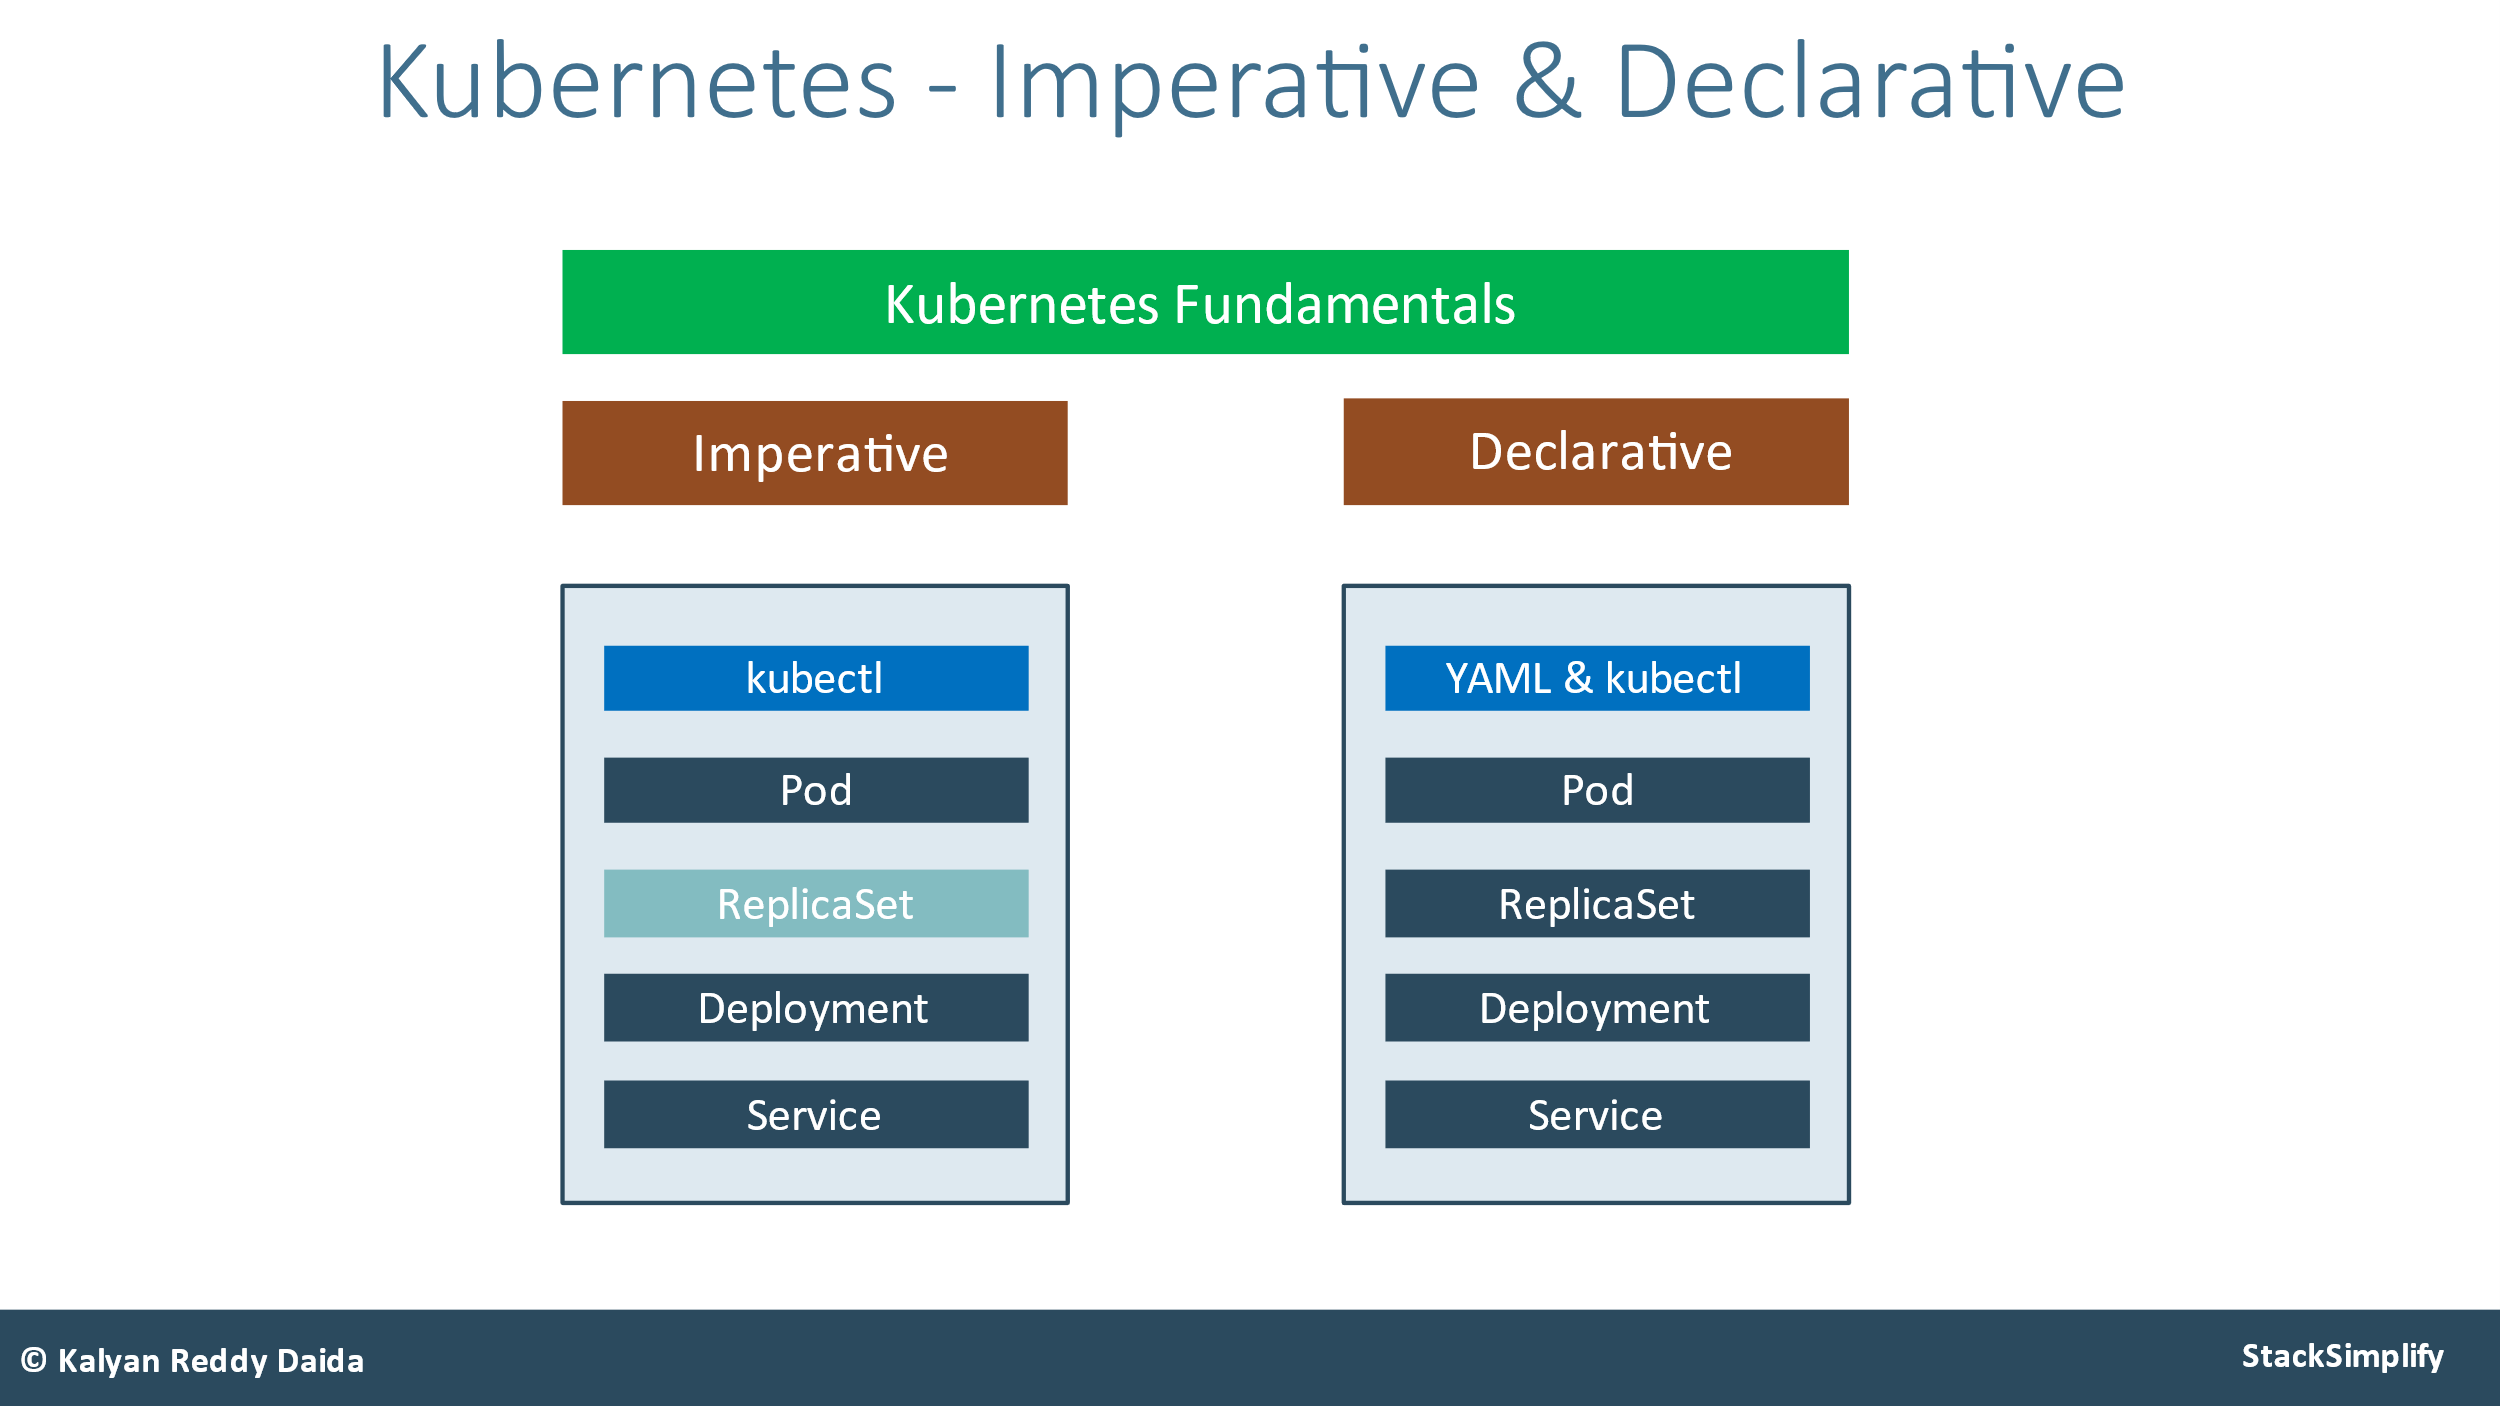 Kubernetes - Imperative & Declarative
Kubernetes Fundamentals
Imperative
kubectl
Pod
ReplicaSet
Deployment
Service
Declarative
YAML & kubectl
Pod
ReplicaSet
Deployment
Service
© Kalyan Reddy Daida
StackSimplify